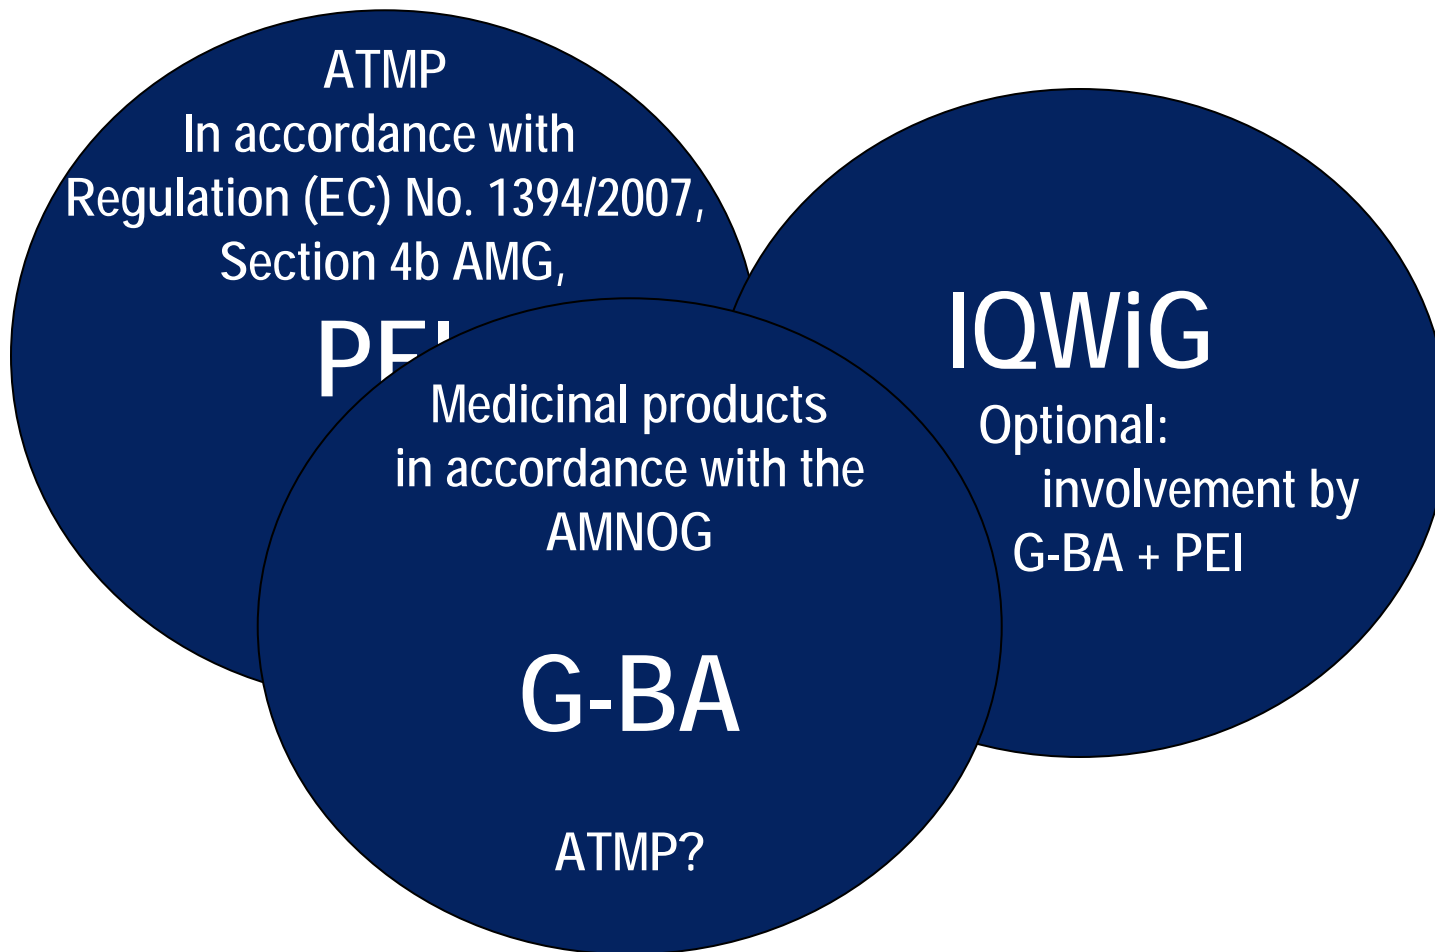 ATMP
In accordance with
Regulation (EC) No. 1394/2007,
Section 4b AMG,
PEI
Medicinal products
in accordance with the
AMNOG
G-BA
ATMP?
IQWiG
Optional:
involvement by
G-BA + PEI